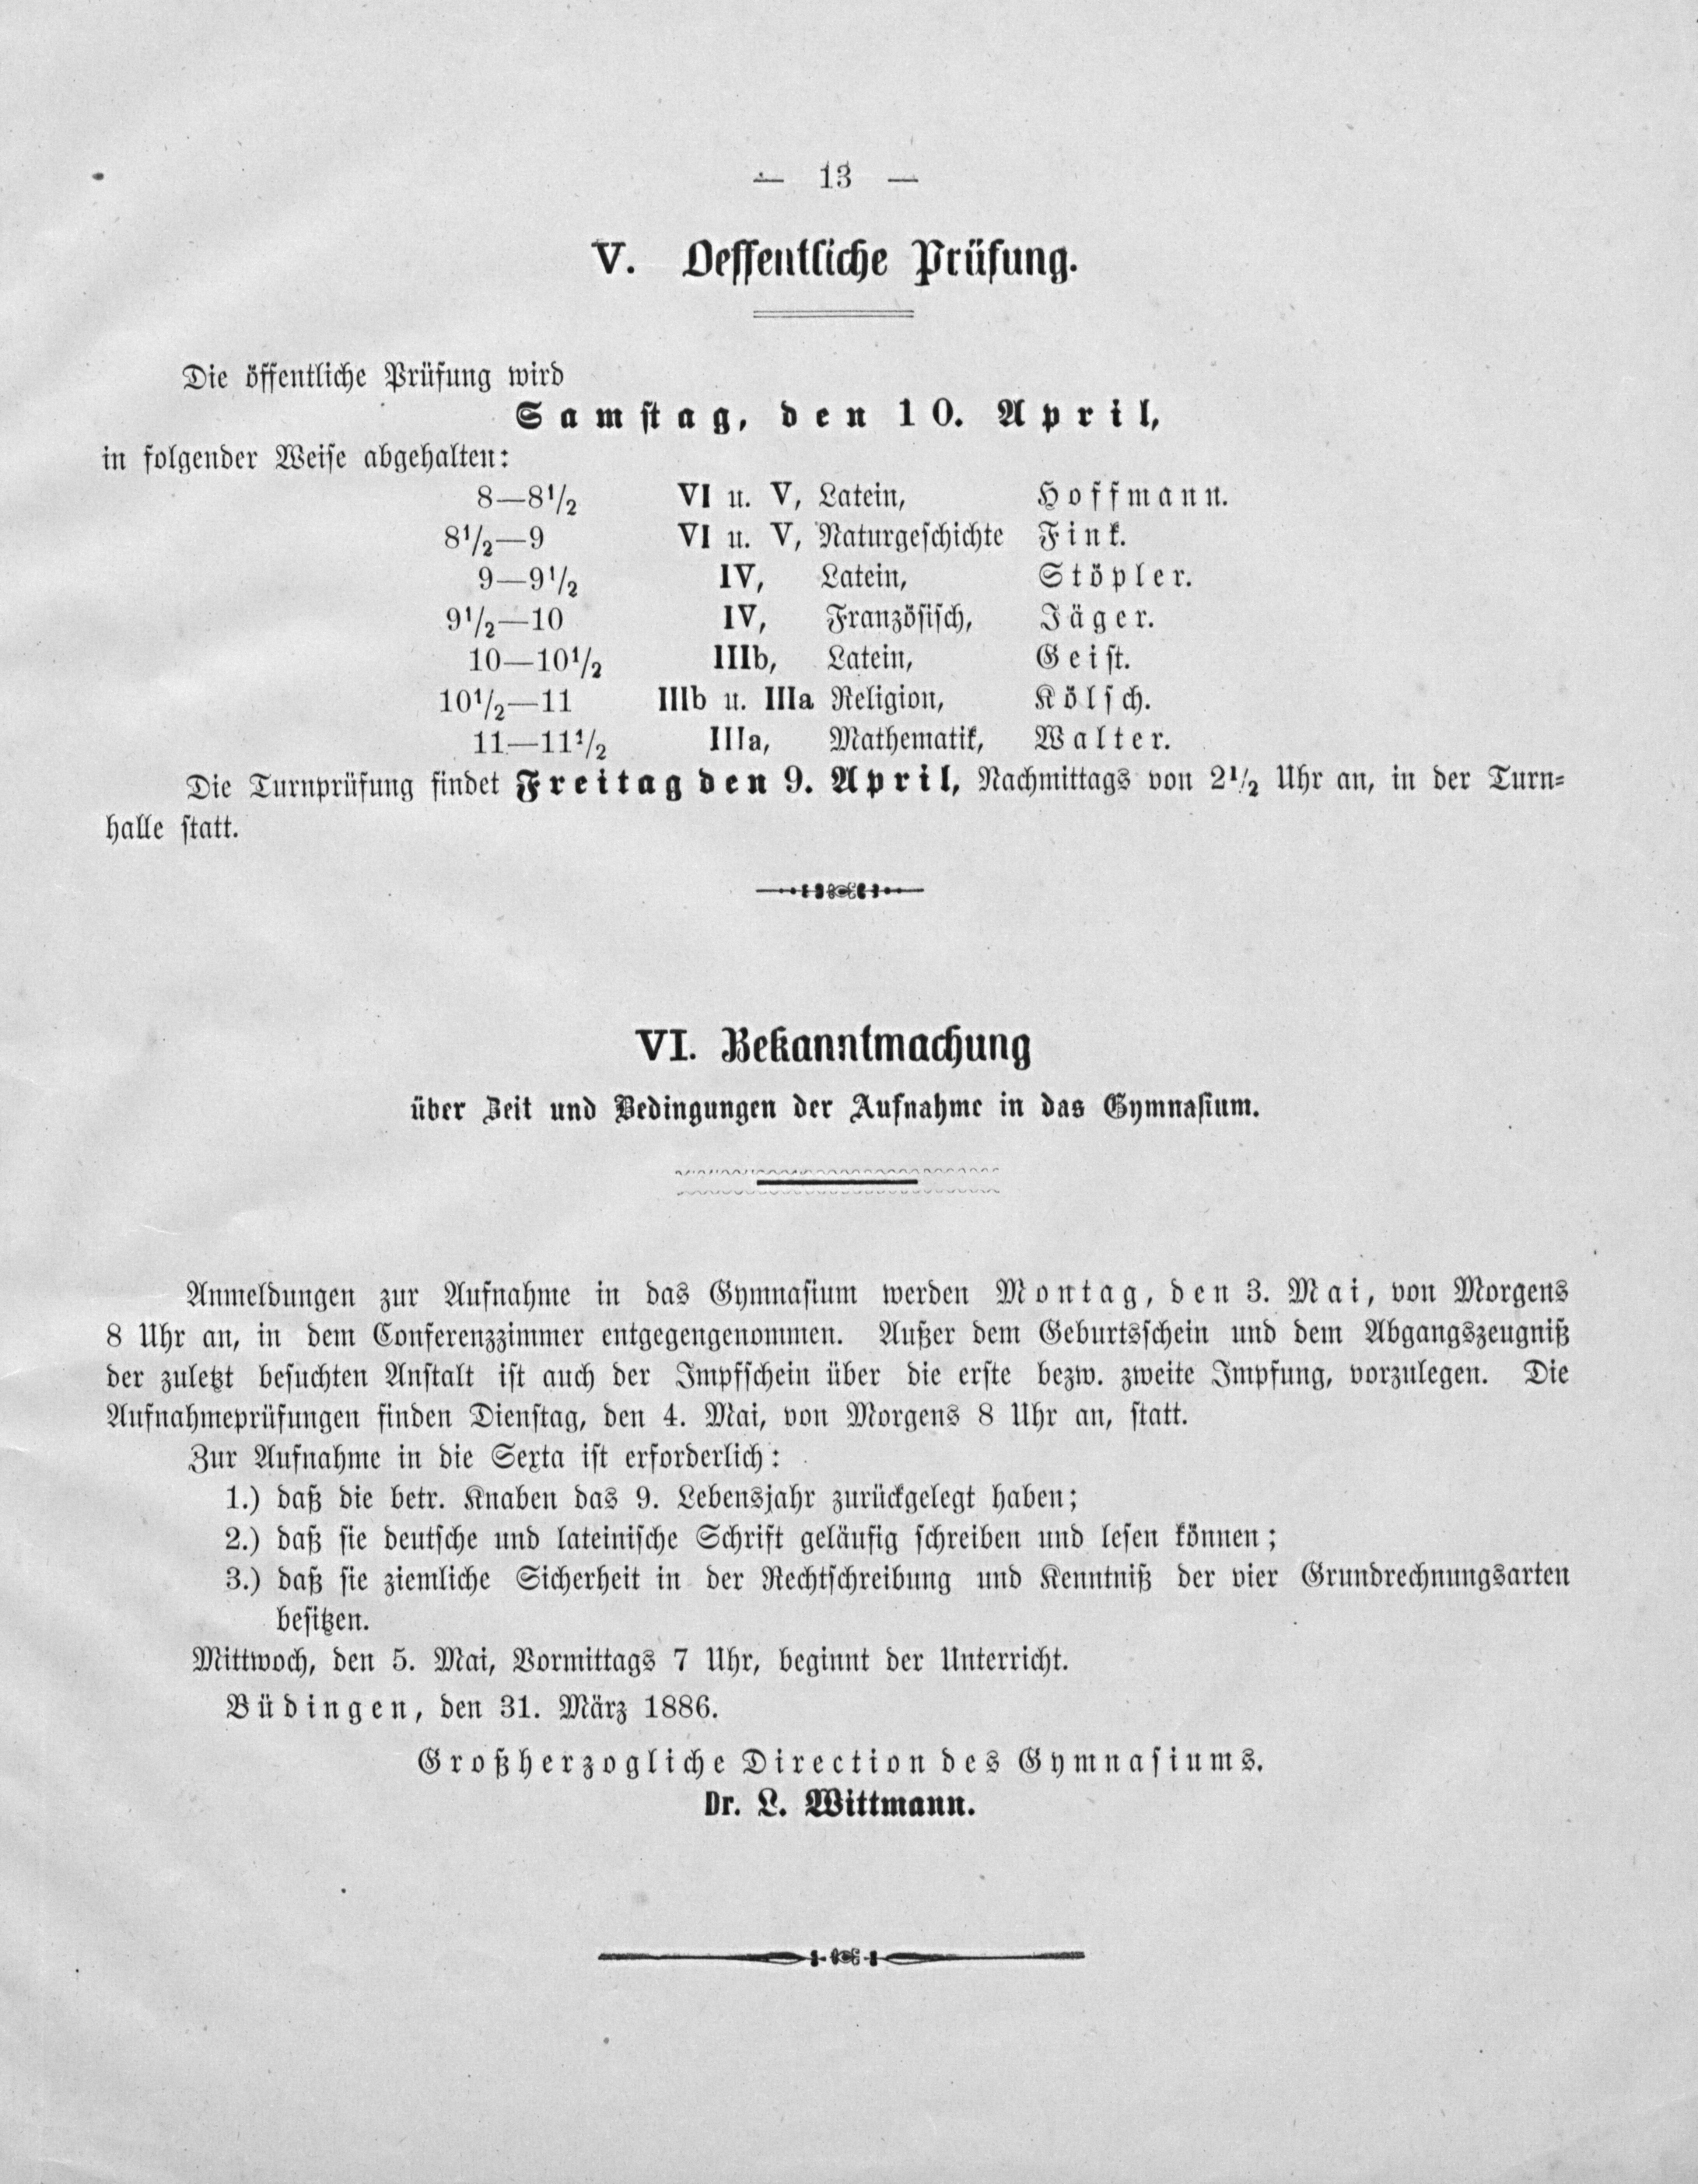 — 13 —
V. Oeffentliche Prüfung.
Die öffentliche Prüfung wird
Samstag, den 10. April,
in folgender Weise abgehalten:
8—8½ VI u. V, Latein, Hoffmann.
8½—9 VI u. V, Naturgeschichte Fink.
9—9½ IV, Latein, Stöpler.
9½—10 IV, Französisch, Jäger.
10—10½ IIIb, Latein, Geist.
10½—11 IIIb u. IIIa Religion, Kölsch.
11—11½ IIIa, Mathematik, Walter.
Die Turnprüfung findet Freitag den 9. April, Nachmittags von 2½ Uhr an, in der Turn-
halle statt.
VI. Bekanntmachung
über Zeit und Bedingungen der Aufnahme in das Gymnasium.
Anmeldungen zur Aufnahme in das Gymnasium werden Montag, den 3. Mai, von Morgens
8 Uhr an, in dem Conferenzzimmer entgegengenommen. Außer dem Geburtsschein und dem Abgangszeugniß
der zuletzt besuchten Anstalt ist auch der Impfschein über die erste bezw. zweite Impfung, vorzulegen. Die
Aufnahmeprüfungen finden Dienstag, den 4. Mai, von Morgens 8 Uhr an, statt.
Zur Aufnahme in die Sexta ist erforderlich:
1.) daß die betr. Knaben das 9. Lebensjahr zurückgelegt haben;
2.) daß sie deutsche und lateinische Schrift geläufig schreiben und lesen können;
3.) daß sie ziemliche Sicherheit in der Rechtschreibung und Kenntniß der vier Grundrechnungsarten
besitzen.
Mittwoch, den 5. Mai, Vormittags 7 Uhr, beginnt der Unterricht.
Büdingen, den 31. März 1886.
Großherzogliche Direction des Gymnasiums.
Dr. L. Wittmann.